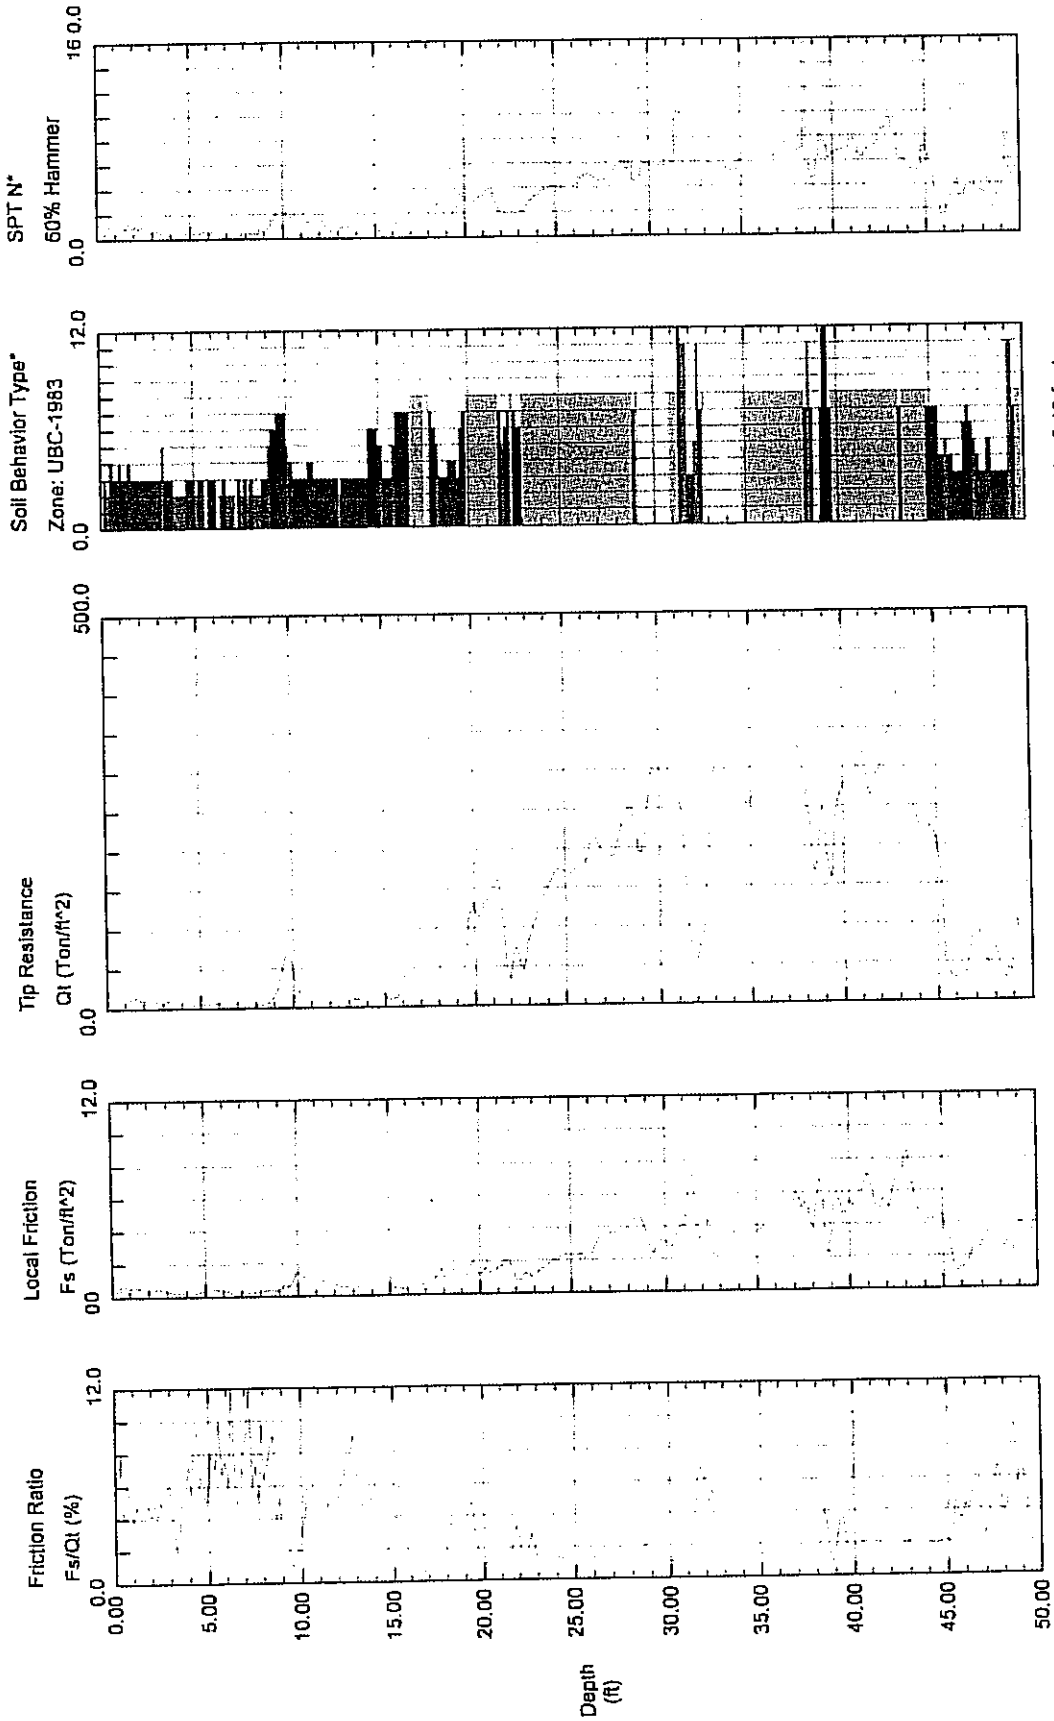 SPT N*
60% Hammer
0.0
16 0.0
Soil Behavior Type*
Zone: UBC-1983
0.0
12.0
Tip Resistance
Qt (Ton/ft^2)
0.0
500.0
Local Friction
Fs (Ton/ft^2)
00
12.0
Friction Ratio
Fs/Qt (%)
0.0
12.0
0.00
5.00
10.00
15.00
20.00
25.00
30.00
35.00
40.00
45.00
50.00
Depth
(ft)